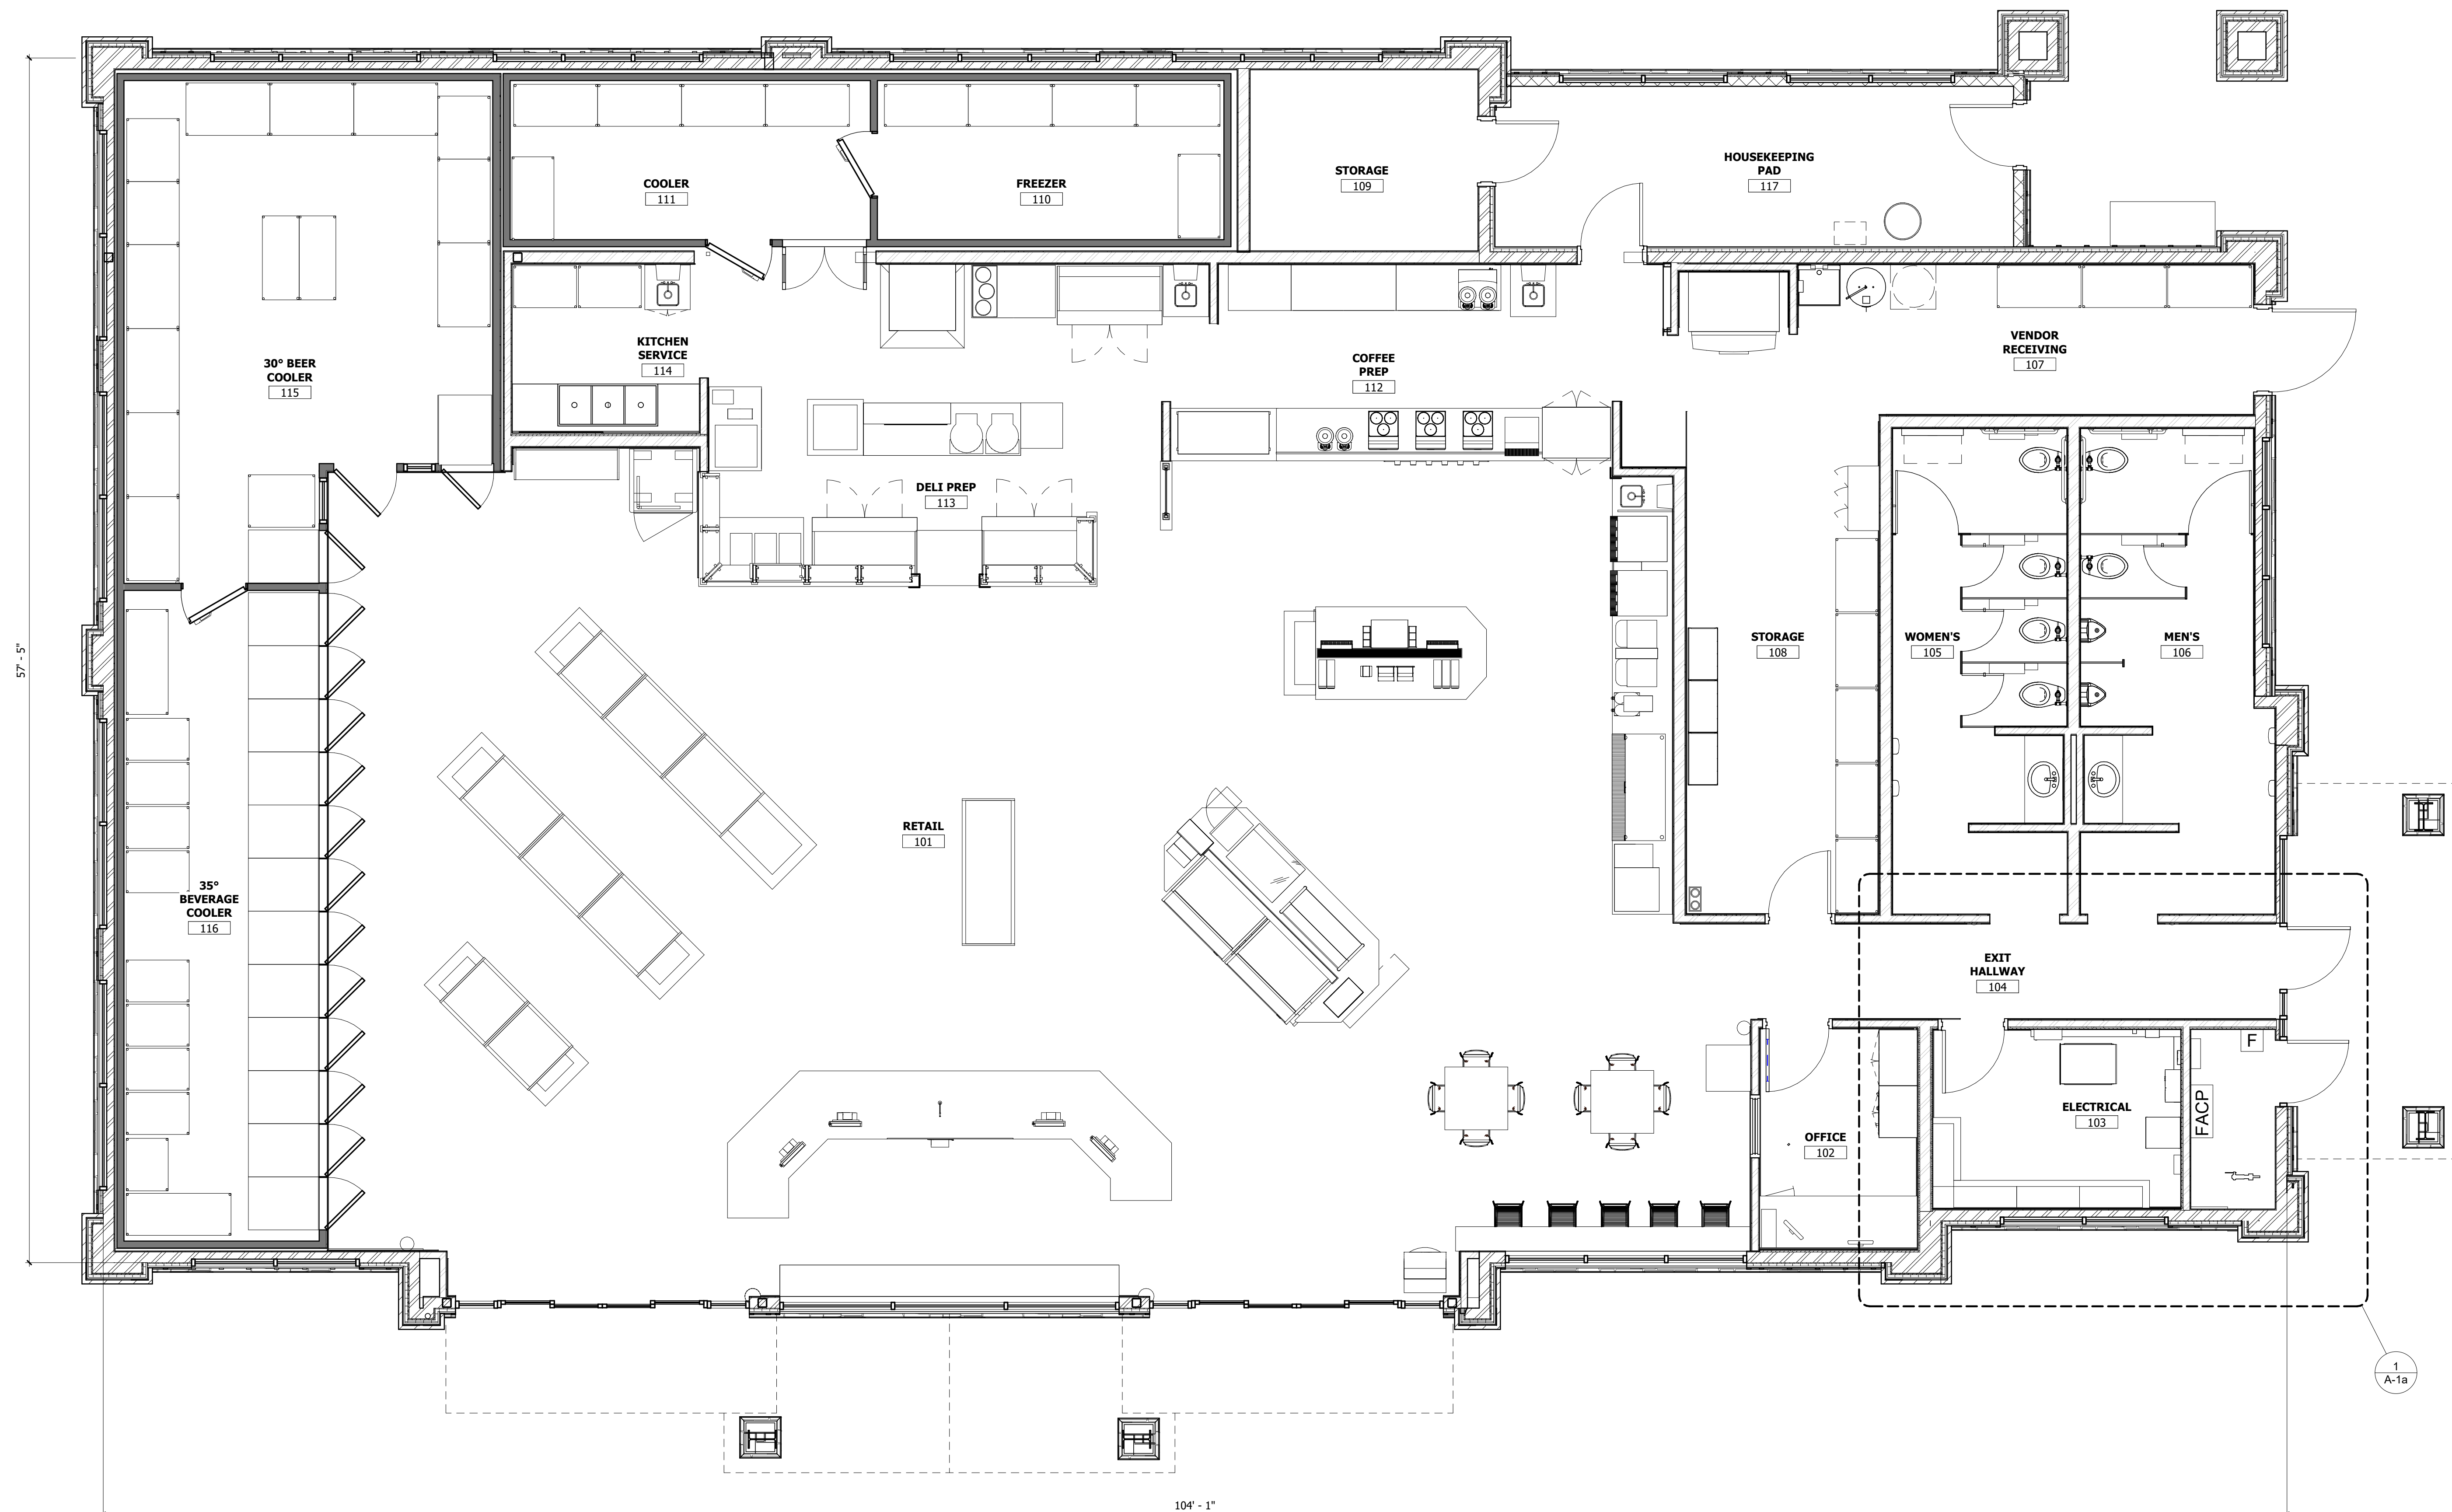 HOUSEKEEPING
PAD
117
STORAGE
109
COOLER
111
FREEZER
110
KITCHEN
SERVICE
114
COFFEE
PREP
112
VENDOR
RECEIVING
107
30° BEER
COOLER
115
DELI PREP
113
STORAGE
108
WOMEN'S
105
MEN'S
106
57' - 5"
RETAIL
101
35°
BEVERAGE
COOLER
116
EXIT
HALLWAY
104
F
FACP
ELECTRICAL
103
OFFICE
102
1
A-1a
104' - 1"